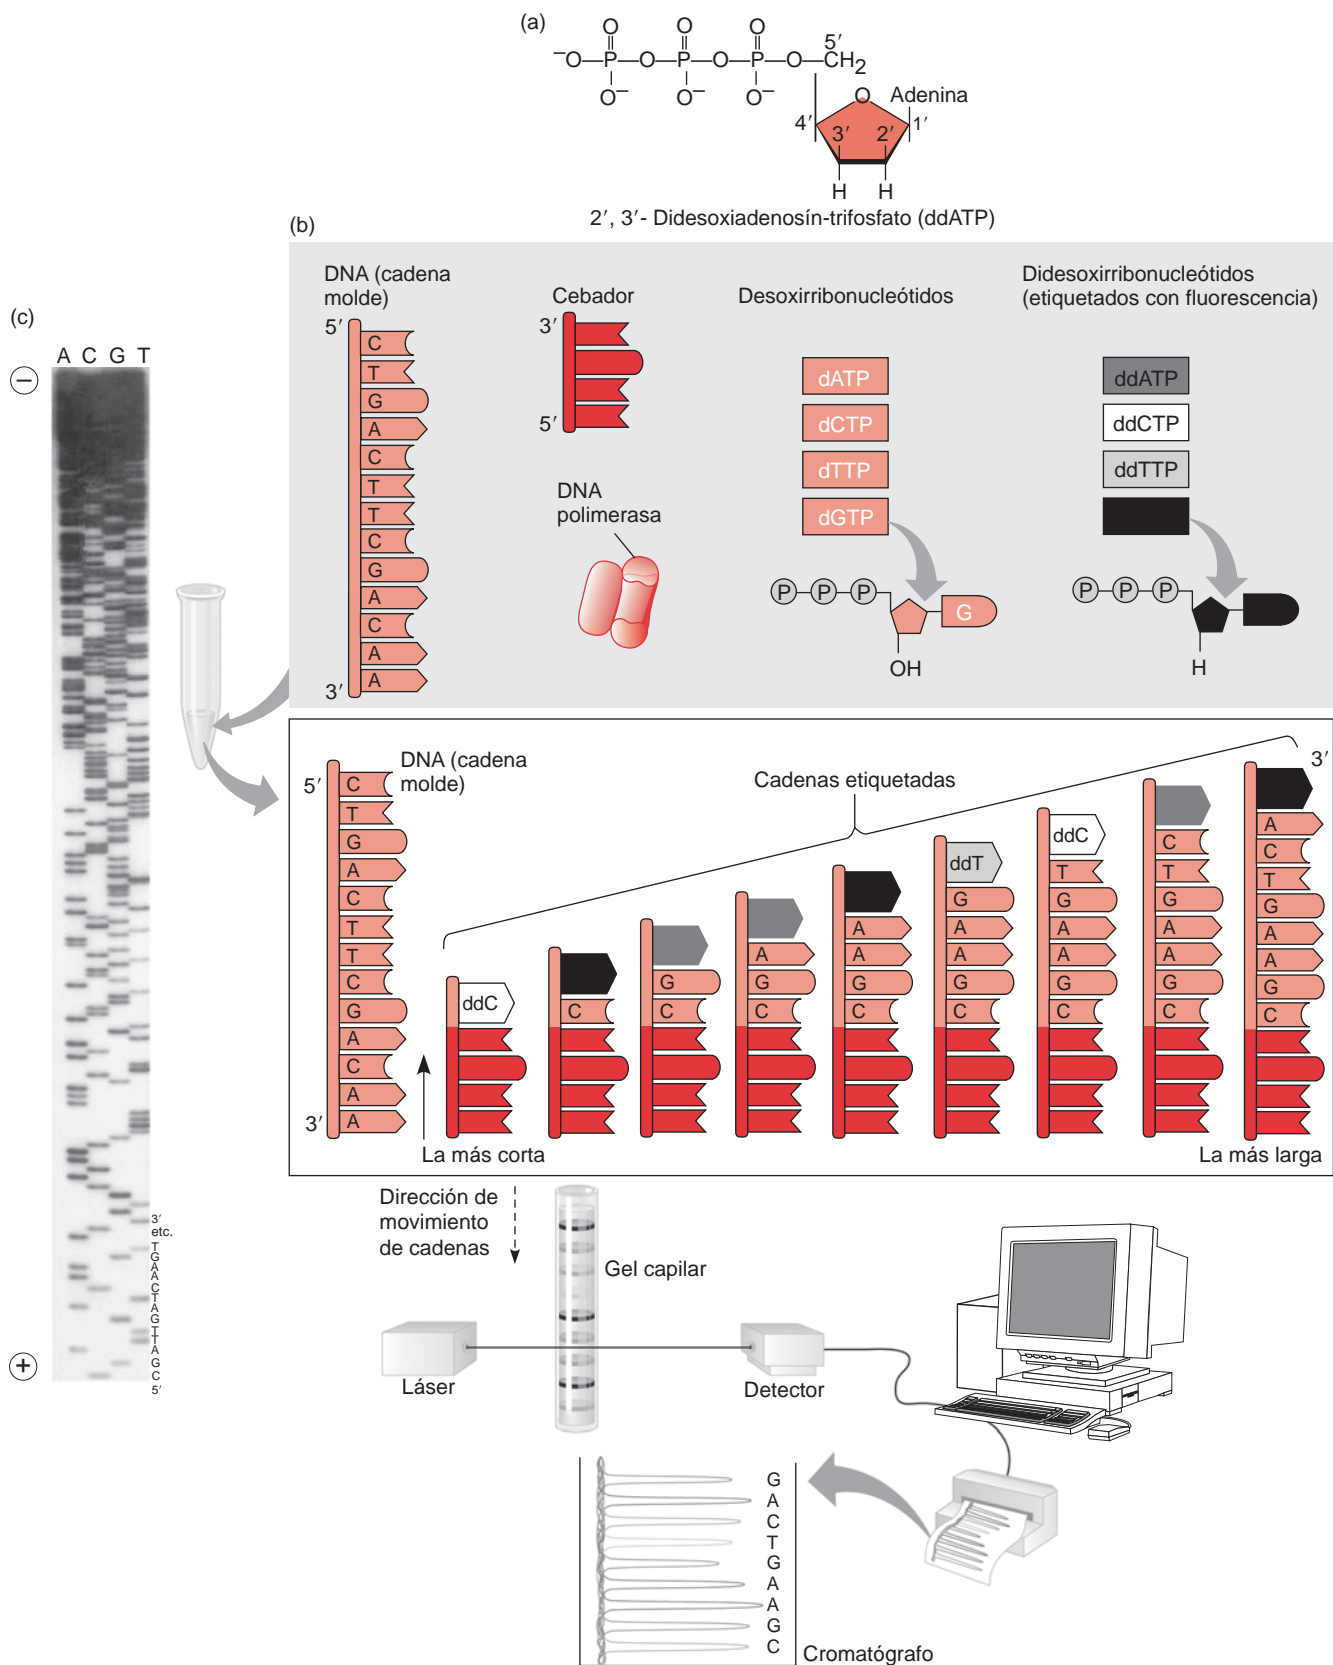 (a)
O O O 5′
−O—P—O—P—O—P—O—CH2
O− O− O−
O Adenina
4′ 3′ 2′ 1′
H H
2′, 3′- Didesoxiadenosín-trifosfato (ddATP)
(b)
DNA (cadena
molde)
5′
C
T
G
A
C
T
T
C
G
A
C
A
A
3′
Cebador
3′
5′
DNA
polimerasa
Desoxirribonucleótidos
dATP
dCTP
dTTP
dGTP
P P P
G
OH
Didesoxirribonucleótidos
(etiquetados con fluorescencia)
ddATP
ddCTP
ddTTP
P P P
H
(c)
A C G T
−
3′
etc.
T
G
A
A
C
T
A
G
T
T
A
G
C
5′
+
DNA (cadena
molde)
5′
C
T
G
A
C
T
T
C
G
A
C
A
A
3′
Cadenas etiquetadas
3′
ddC
C
G
C
A
G
C
A
A
G
C
ddT
G
A
A
G
C
ddC
T
G
A
A
G
C
C
T
G
A
A
G
C
A
C
T
G
A
A
G
C
La más corta
La más larga
Dirección de
movimiento
de cadenas
Gel capilar
Láser
Detector
G
A
C
T
G
A
A
G
C
Cromatógrafo